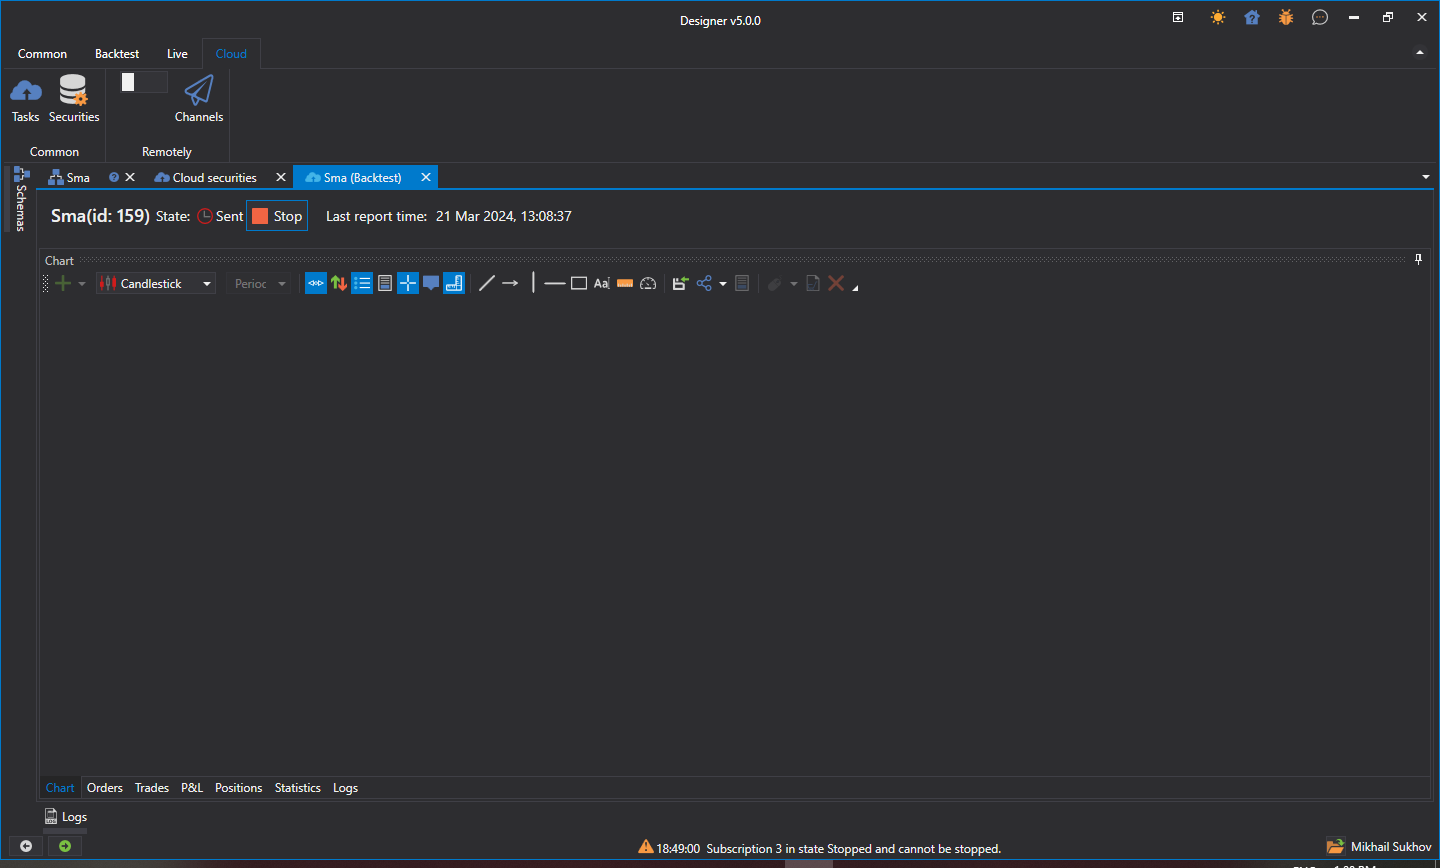 Designer v5.0.0
Common Backtest Live Cloud
Tasks Securities Channels
Common Remotely
Schemas
Sma Cloud securities Sma (Backtest)
Sma(id: 159) State: Sent Stop Last report time: 21 Mar 2024, 13:08:37
Chart
Candlestick Perioc Aa
Chart Orders Trades P&L Positions Statistics Logs
Logs
18:49:00 Subscription 3 in state Stopped and cannot be stopped.
Mikhail Sukhov